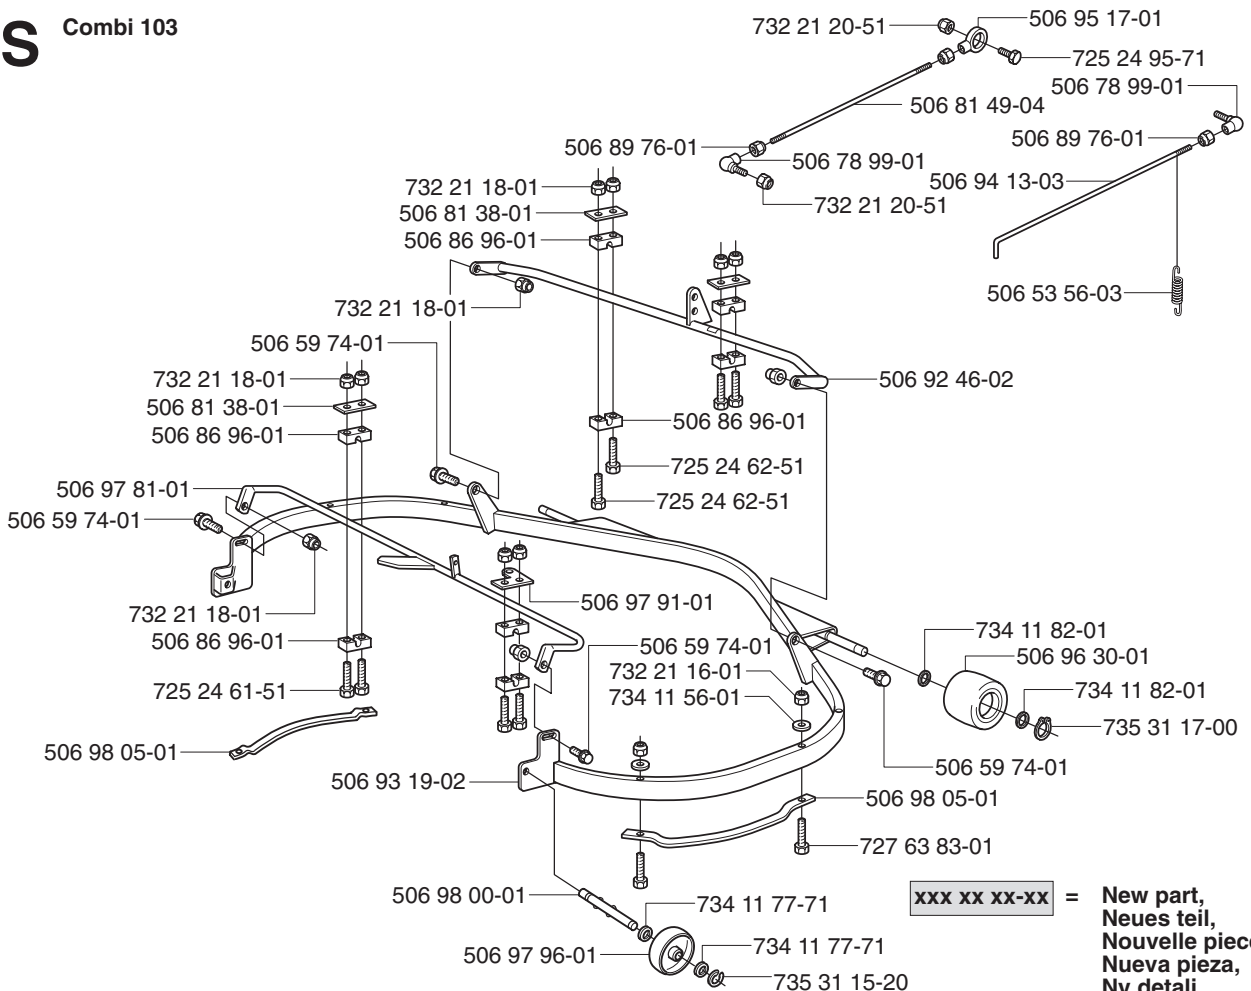 S
Combi 103
732 21 20-51
506 95 17-01
725 24 95-71
506 78 99-01
506 81 49-04
506 89 76-01
506 89 76-01
506 78 99-01
732 21 18-01
506 94 13-03
506 81 38-01
732 21 20-51
506 86 96-01
506 53 56-03
732 21 18-01
506 59 74-01
732 21 18-01
506 92 46-02
506 81 38-01
506 86 96-01
506 86 96-01
725 24 62-51
506 97 81-01
725 24 62-51
506 59 74-01
506 97 91-01
732 21 18-01
734 11 82-01
506 86 96-01
506 59 74-01
506 96 30-01
732 21 16-01
725 24 61-51
734 11 82-01
734 11 56-01
735 31 17-00
506 98 05-01
506 59 74-01
506 93 19-02
506 98 05-01
727 63 83-01
506 98 00-01
xxx xx xx-xx = New part,
734 11 77-71
Neues teil,
Nouvelle piece
734 11 77-71
506 97 96-01
Nueva pieza,
735 31 15-20
Ny detalj